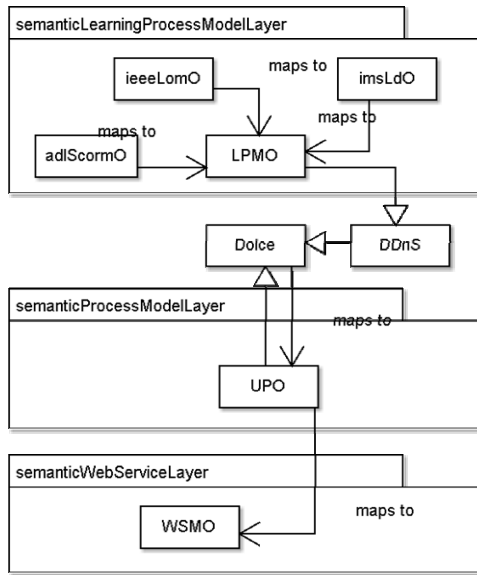 semanticLearningProcessModelLayer
ieeeLomO
maps to
imsLdO
maps to
maps to
adlScormO
LPMO
Dolce
DDnS
semanticProcessModelLayer
maps to
UPO
semanticWebServiceLayer
WSMO
maps to